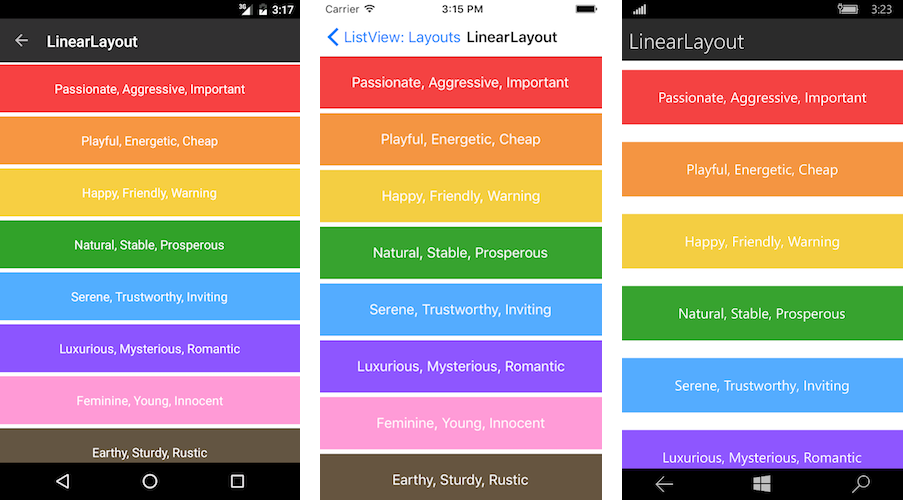 3G 3:17
LinearLayout
Passionate, Aggressive, Important
Playful, Energetic, Cheap
Happy, Friendly, Warning
Natural, Stable, Prosperous
Serene, Trustworthy, Inviting
Luxurious, Mysterious, Romantic
Feminine, Young, Innocent
Earthy, Sturdy, Rustic
Carrier 3:15 PM
ListView: Layouts LinearLayout
Passionate, Aggressive, Important
Playful, Energetic, Cheap
Happy, Friendly, Warning
Natural, Stable, Prosperous
Serene, Trustworthy, Inviting
Luxurious, Mysterious, Romantic
Feminine, Young, Innocent
Earthy, Sturdy, Rustic
3:23
LinearLayout
Passionate, Aggressive, Important
Playful, Energetic, Cheap
Happy, Friendly, Warning
Natural, Stable, Prosperous
Serene, Trustworthy, Inviting
Luxurious, Mysterious, Romantic